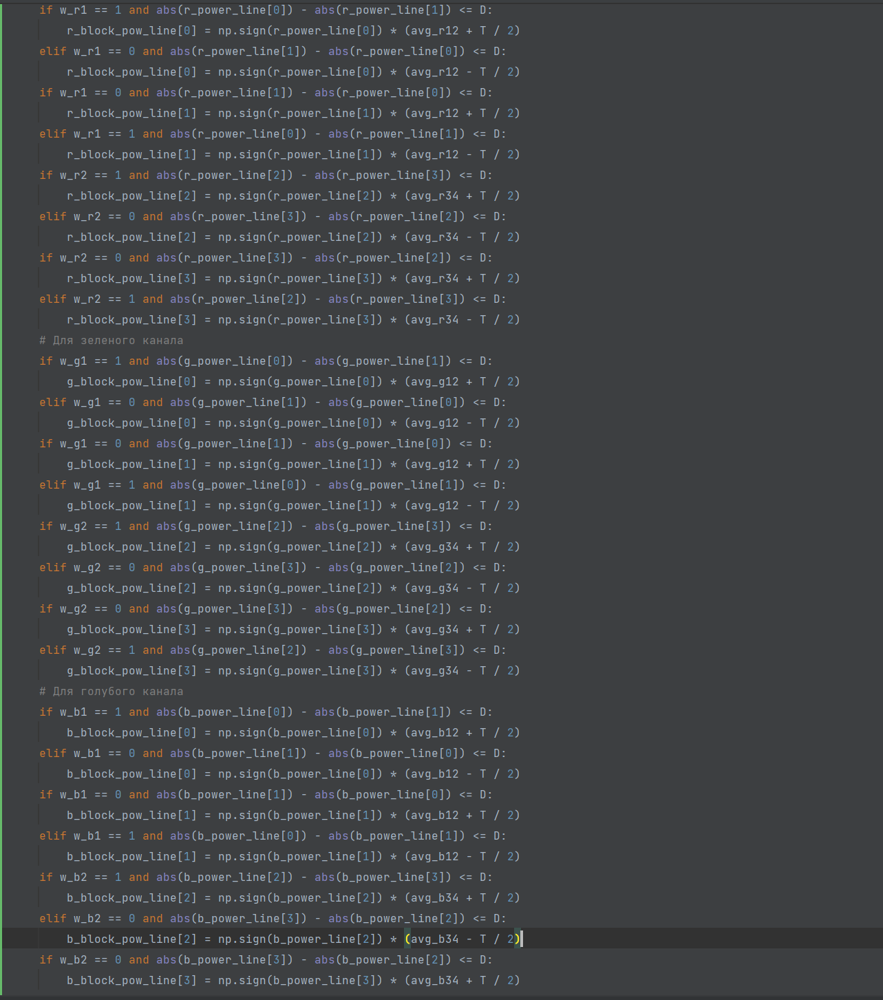 if w_r1 == 1 and abs(r_power_line[0]) - abs(r_power_line[1]) <= D:
    r_block_pow_line[0] = np.sign(r_power_line[0]) * (avg_r12 + T / 2)
elif w_r1 == 0 and abs(r_power_line[1]) - abs(r_power_line[0]) <= D:
    r_block_pow_line[0] = np.sign(r_power_line[0]) * (avg_r12 - T / 2)
if w_r1 == 0 and abs(r_power_line[1]) - abs(r_power_line[0]) <= D:
    r_block_pow_line[1] = np.sign(r_power_line[1]) * (avg_r12 + T / 2)
elif w_r1 == 1 and abs(r_power_line[0]) - abs(r_power_line[1]) <= D:
    r_block_pow_line[1] = np.sign(r_power_line[1]) * (avg_r12 - T / 2)
if w_r2 == 1 and abs(r_power_line[2]) - abs(r_power_line[3]) <= D:
    r_block_pow_line[2] = np.sign(r_power_line[2]) * (avg_r34 + T / 2)
elif w_r2 == 0 and abs(r_power_line[3]) - abs(r_power_line[2]) <= D:
    r_block_pow_line[2] = np.sign(r_power_line[2]) * (avg_r34 - T / 2)
if w_r2 == 0 and abs(r_power_line[3]) - abs(r_power_line[2]) <= D:
    r_block_pow_line[3] = np.sign(r_power_line[3]) * (avg_r34 + T / 2)
elif w_r2 == 1 and abs(r_power_line[2]) - abs(r_power_line[3]) <= D:
    r_block_pow_line[3] = np.sign(r_power_line[3]) * (avg_r34 - T / 2)
# Для зеленого канала
if w_g1 == 1 and abs(g_power_line[0]) - abs(g_power_line[1]) <= D:
    g_block_pow_line[0] = np.sign(g_power_line[0]) * (avg_g12 + T / 2)
elif w_g1 == 0 and abs(g_power_line[1]) - abs(g_power_line[0]) <= D:
    g_block_pow_line[0] = np.sign(g_power_line[0]) * (avg_g12 - T / 2)
if w_g1 == 0 and abs(g_power_line[1]) - abs(g_power_line[0]) <= D:
    g_block_pow_line[1] = np.sign(g_power_line[1]) * (avg_g12 + T / 2)
elif w_g1 == 1 and abs(g_power_line[0]) - abs(g_power_line[1]) <= D:
    g_block_pow_line[1] = np.sign(g_power_line[1]) * (avg_g12 - T / 2)
if w_g2 == 1 and abs(g_power_line[2]) - abs(g_power_line[3]) <= D:
    g_block_pow_line[2] = np.sign(g_power_line[2]) * (avg_g34 + T / 2)
elif w_g2 == 0 and abs(g_power_line[3]) - abs(g_power_line[2]) <= D:
    g_block_pow_line[2] = np.sign(g_power_line[2]) * (avg_g34 - T / 2)
if w_g2 == 0 and abs(g_power_line[3]) - abs(g_power_line[2]) <= D:
    g_block_pow_line[3] = np.sign(g_power_line[3]) * (avg_g34 + T / 2)
elif w_g2 == 1 and abs(g_power_line[2]) - abs(g_power_line[3]) <= D:
    g_block_pow_line[3] = np.sign(g_power_line[3]) * (avg_g34 - T / 2)
# Для голубого канала
if w_b1 == 1 and abs(b_power_line[0]) - abs(b_power_line[1]) <= D:
    b_block_pow_line[0] = np.sign(b_power_line[0]) * (avg_b12 + T / 2)
elif w_b1 == 0 and abs(b_power_line[1]) - abs(b_power_line[0]) <= D:
    b_block_pow_line[0] = np.sign(b_power_line[0]) * (avg_b12 - T / 2)
if w_b1 == 0 and abs(b_power_line[1]) - abs(b_power_line[0]) <= D:
    b_block_pow_line[1] = np.sign(b_power_line[1]) * (avg_b12 + T / 2)
elif w_b1 == 1 and abs(b_power_line[0]) - abs(b_power_line[1]) <= D:
    b_block_pow_line[1] = np.sign(b_power_line[1]) * (avg_b12 - T / 2)
if w_b2 == 1 and abs(b_power_line[2]) - abs(b_power_line[3]) <= D:
    b_block_pow_line[2] = np.sign(b_power_line[2]) * (avg_b34 + T / 2)
elif w_b2 == 0 and abs(b_power_line[3]) - abs(b_power_line[2]) <= D:
    b_block_pow_line[2] = np.sign(b_power_line[2]) * (avg_b34 - T / 2)
if w_b2 == 0 and abs(b_power_line[3]) - abs(b_power_line[2]) <= D:
    b_block_pow_line[3] = np.sign(b_power_line[3]) * (avg_b34 + T / 2)